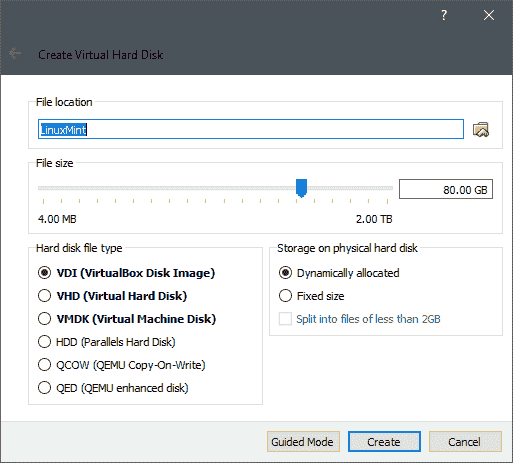 ?
Create Virtual Hard Disk
File location
LinuxMint
File size
80.00 GB
4.00 MB 2.00 TB
Hard disk file type
VDI (VirtualBox Disk Image)
VHD (Virtual Hard Disk)
VMDK (Virtual Machine Disk)
HDD (Parallels Hard Disk)
QCOW (QEMU Copy-On-Write)
QED (QEMU enhanced disk)
Storage on physical hard disk
Dynamically allocated
Fixed size
Split into files of less than 2GB
Guided Mode Create Cancel